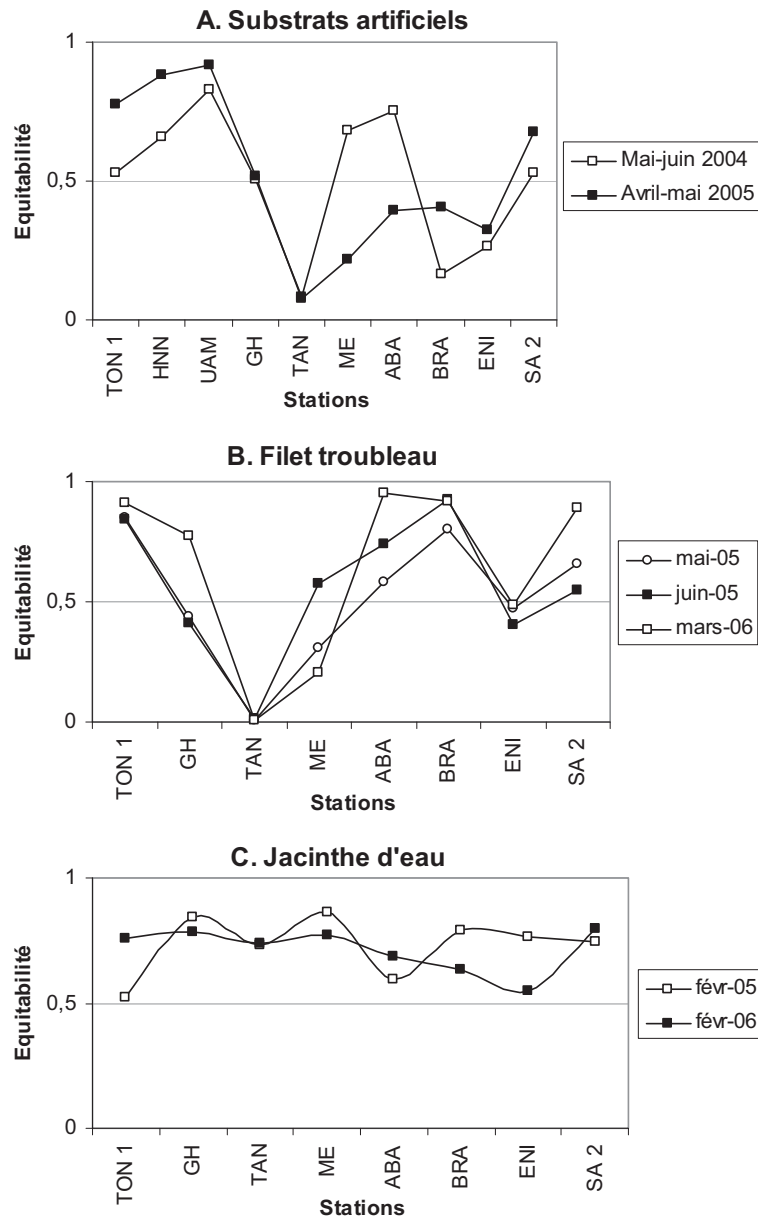 A. Substrats artificiels
1
0,5
0
Equitabilité
TON 1
HNN
UAM
GH
TAN
ME
ABA
BRA
ENI
SA 2
Stations
Mai-juin 2004
Avril-mai 2005
B. Filet troubleau
1
0,5
0
Equitabilité
TON 1
GH
TAN
ME
ABA
BRA
ENI
SA 2
Stations
mai-05
juin-05
mars-06
C. Jacinthe d'eau
1
0,5
0
Equitabilité
TON 1
GH
TAN
ME
ABA
BRA
ENI
SA 2
Stations
févr-05
févr-06